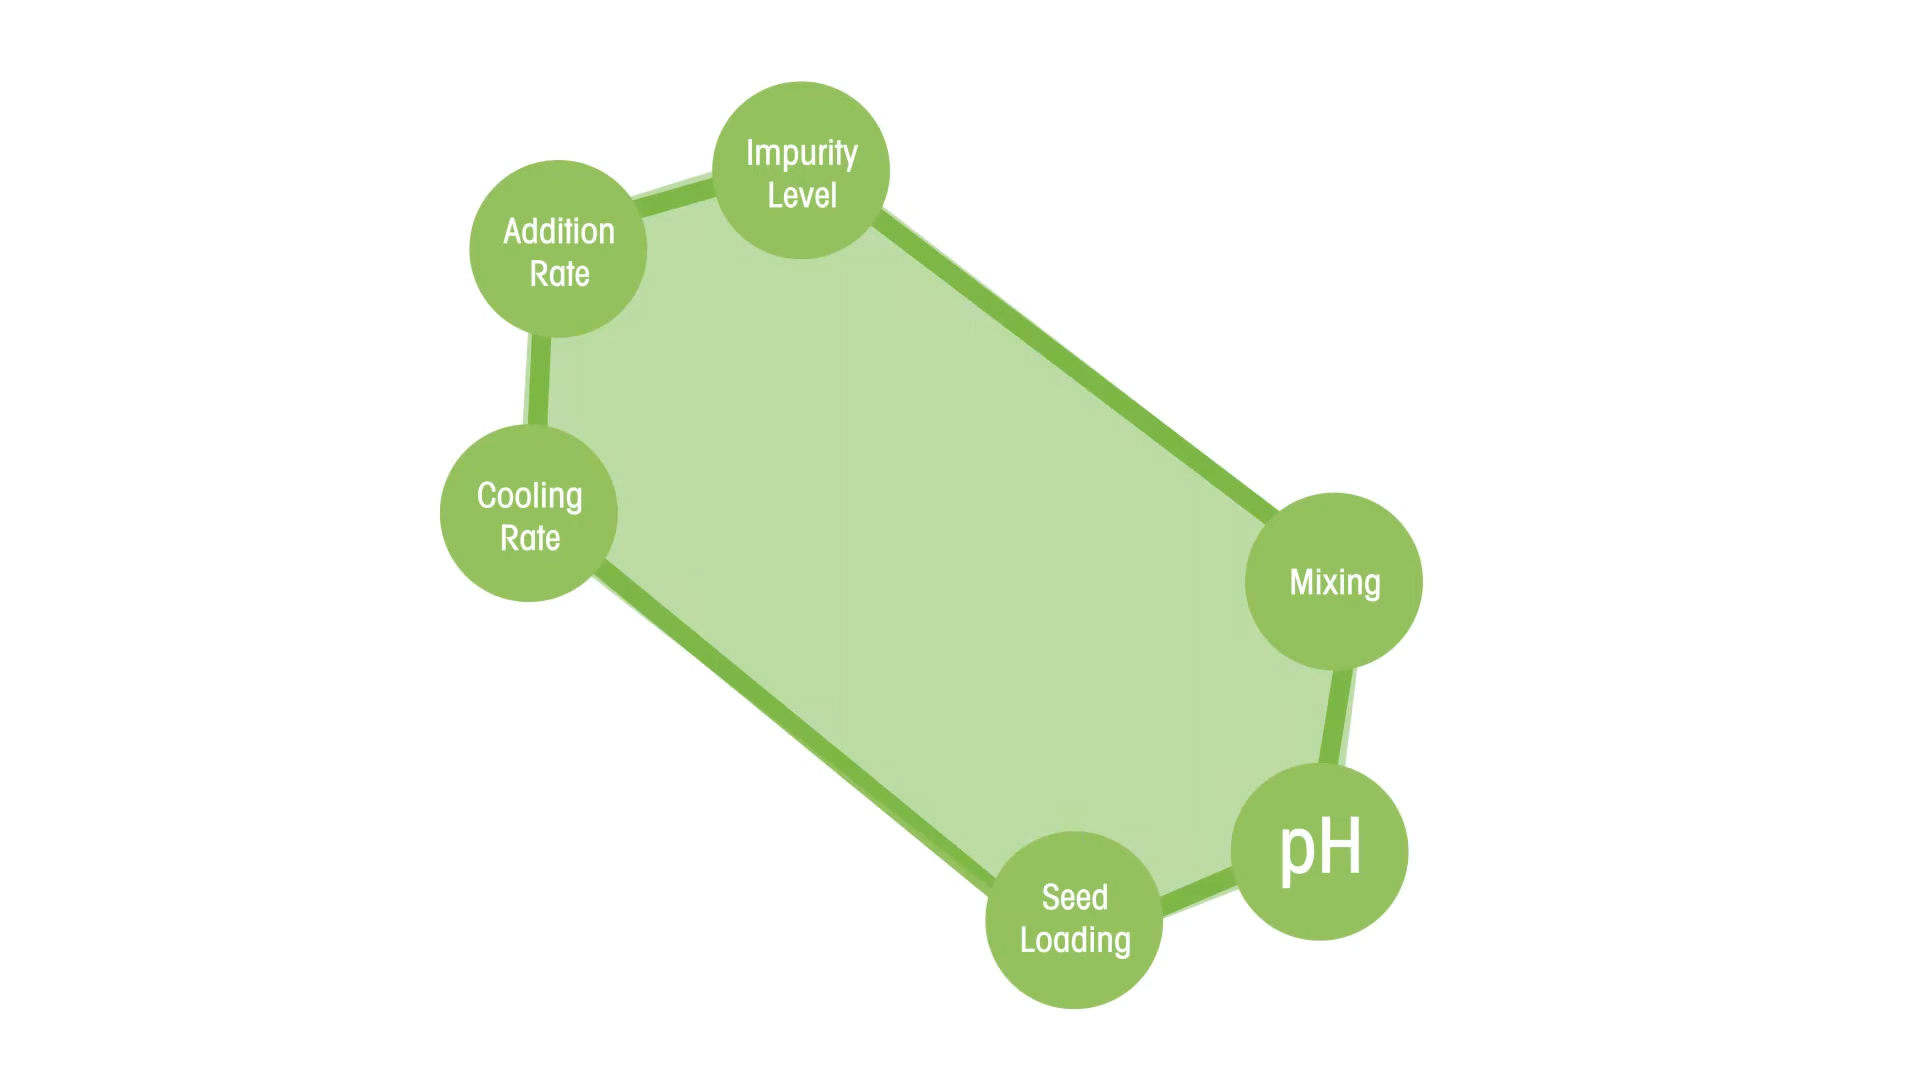 Impurity
Level
Addition
Rate
Cooling
Rate
Mixing
pH
Seed
Loading